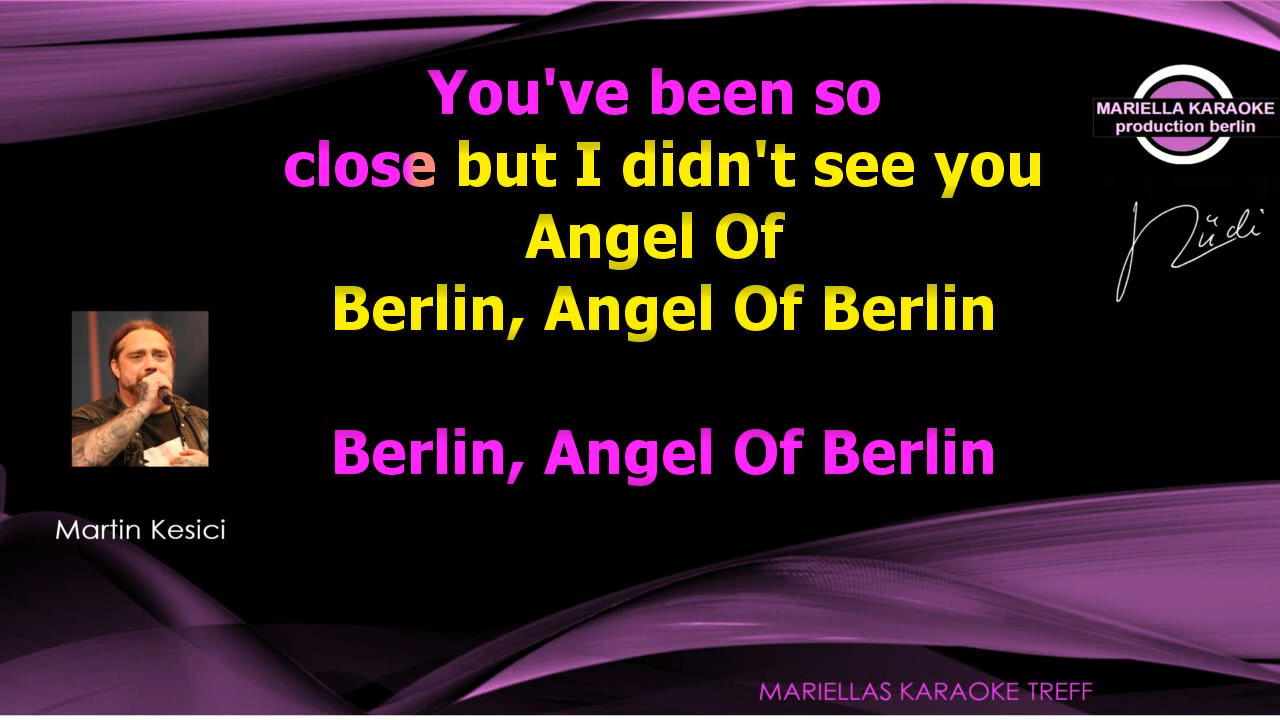 You've been so
close but I didn't see you
Angel Of
Berlin, Angel Of Berlin
Berlin, Angel Of Berlin
MARIELLA KARAOKE
production berlin
Rüdi
Martin Kesici
MARIELLAS KARAOKE TREFF